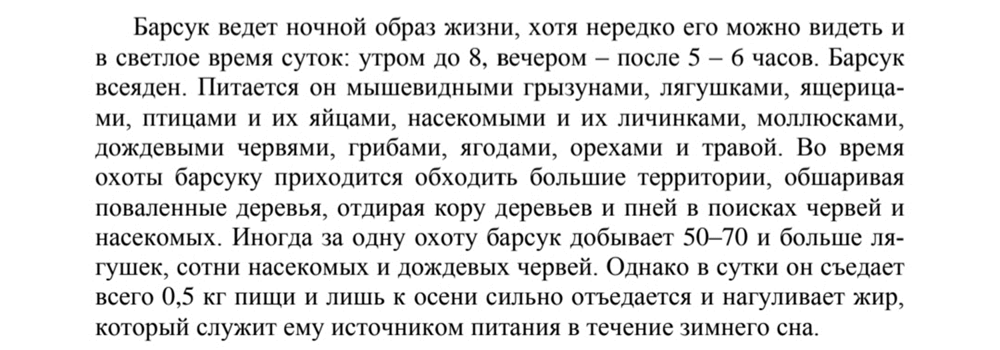 Барсук ведет ночной образ жизни, хотя нередко его можно видеть и
в светлое время суток: утром до 8, вечером – после 5 – 6 часов. Барсук
всеяден. Питается он мышевидными грызунами, лягушками, ящерица-
ми, птицами и их яйцами, насекомыми и их личинками, моллюсками,
дождевыми червями, грибами, ягодами, орехами и травой. Во время
охоты барсуку приходится обходить большие территории, обшаривая
поваленные деревья, отдирая кору деревьев и пней в поисках червей и
насекомых. Иногда за одну охоту барсук добывает 50–70 и больше ля-
гушек, сотни насекомых и дождевых червей. Однако в сутки он съедает
всего 0,5 кг пищи и лишь к осени сильно отъедается и нагуливает жир,
который служит ему источником питания в течение зимнего сна.